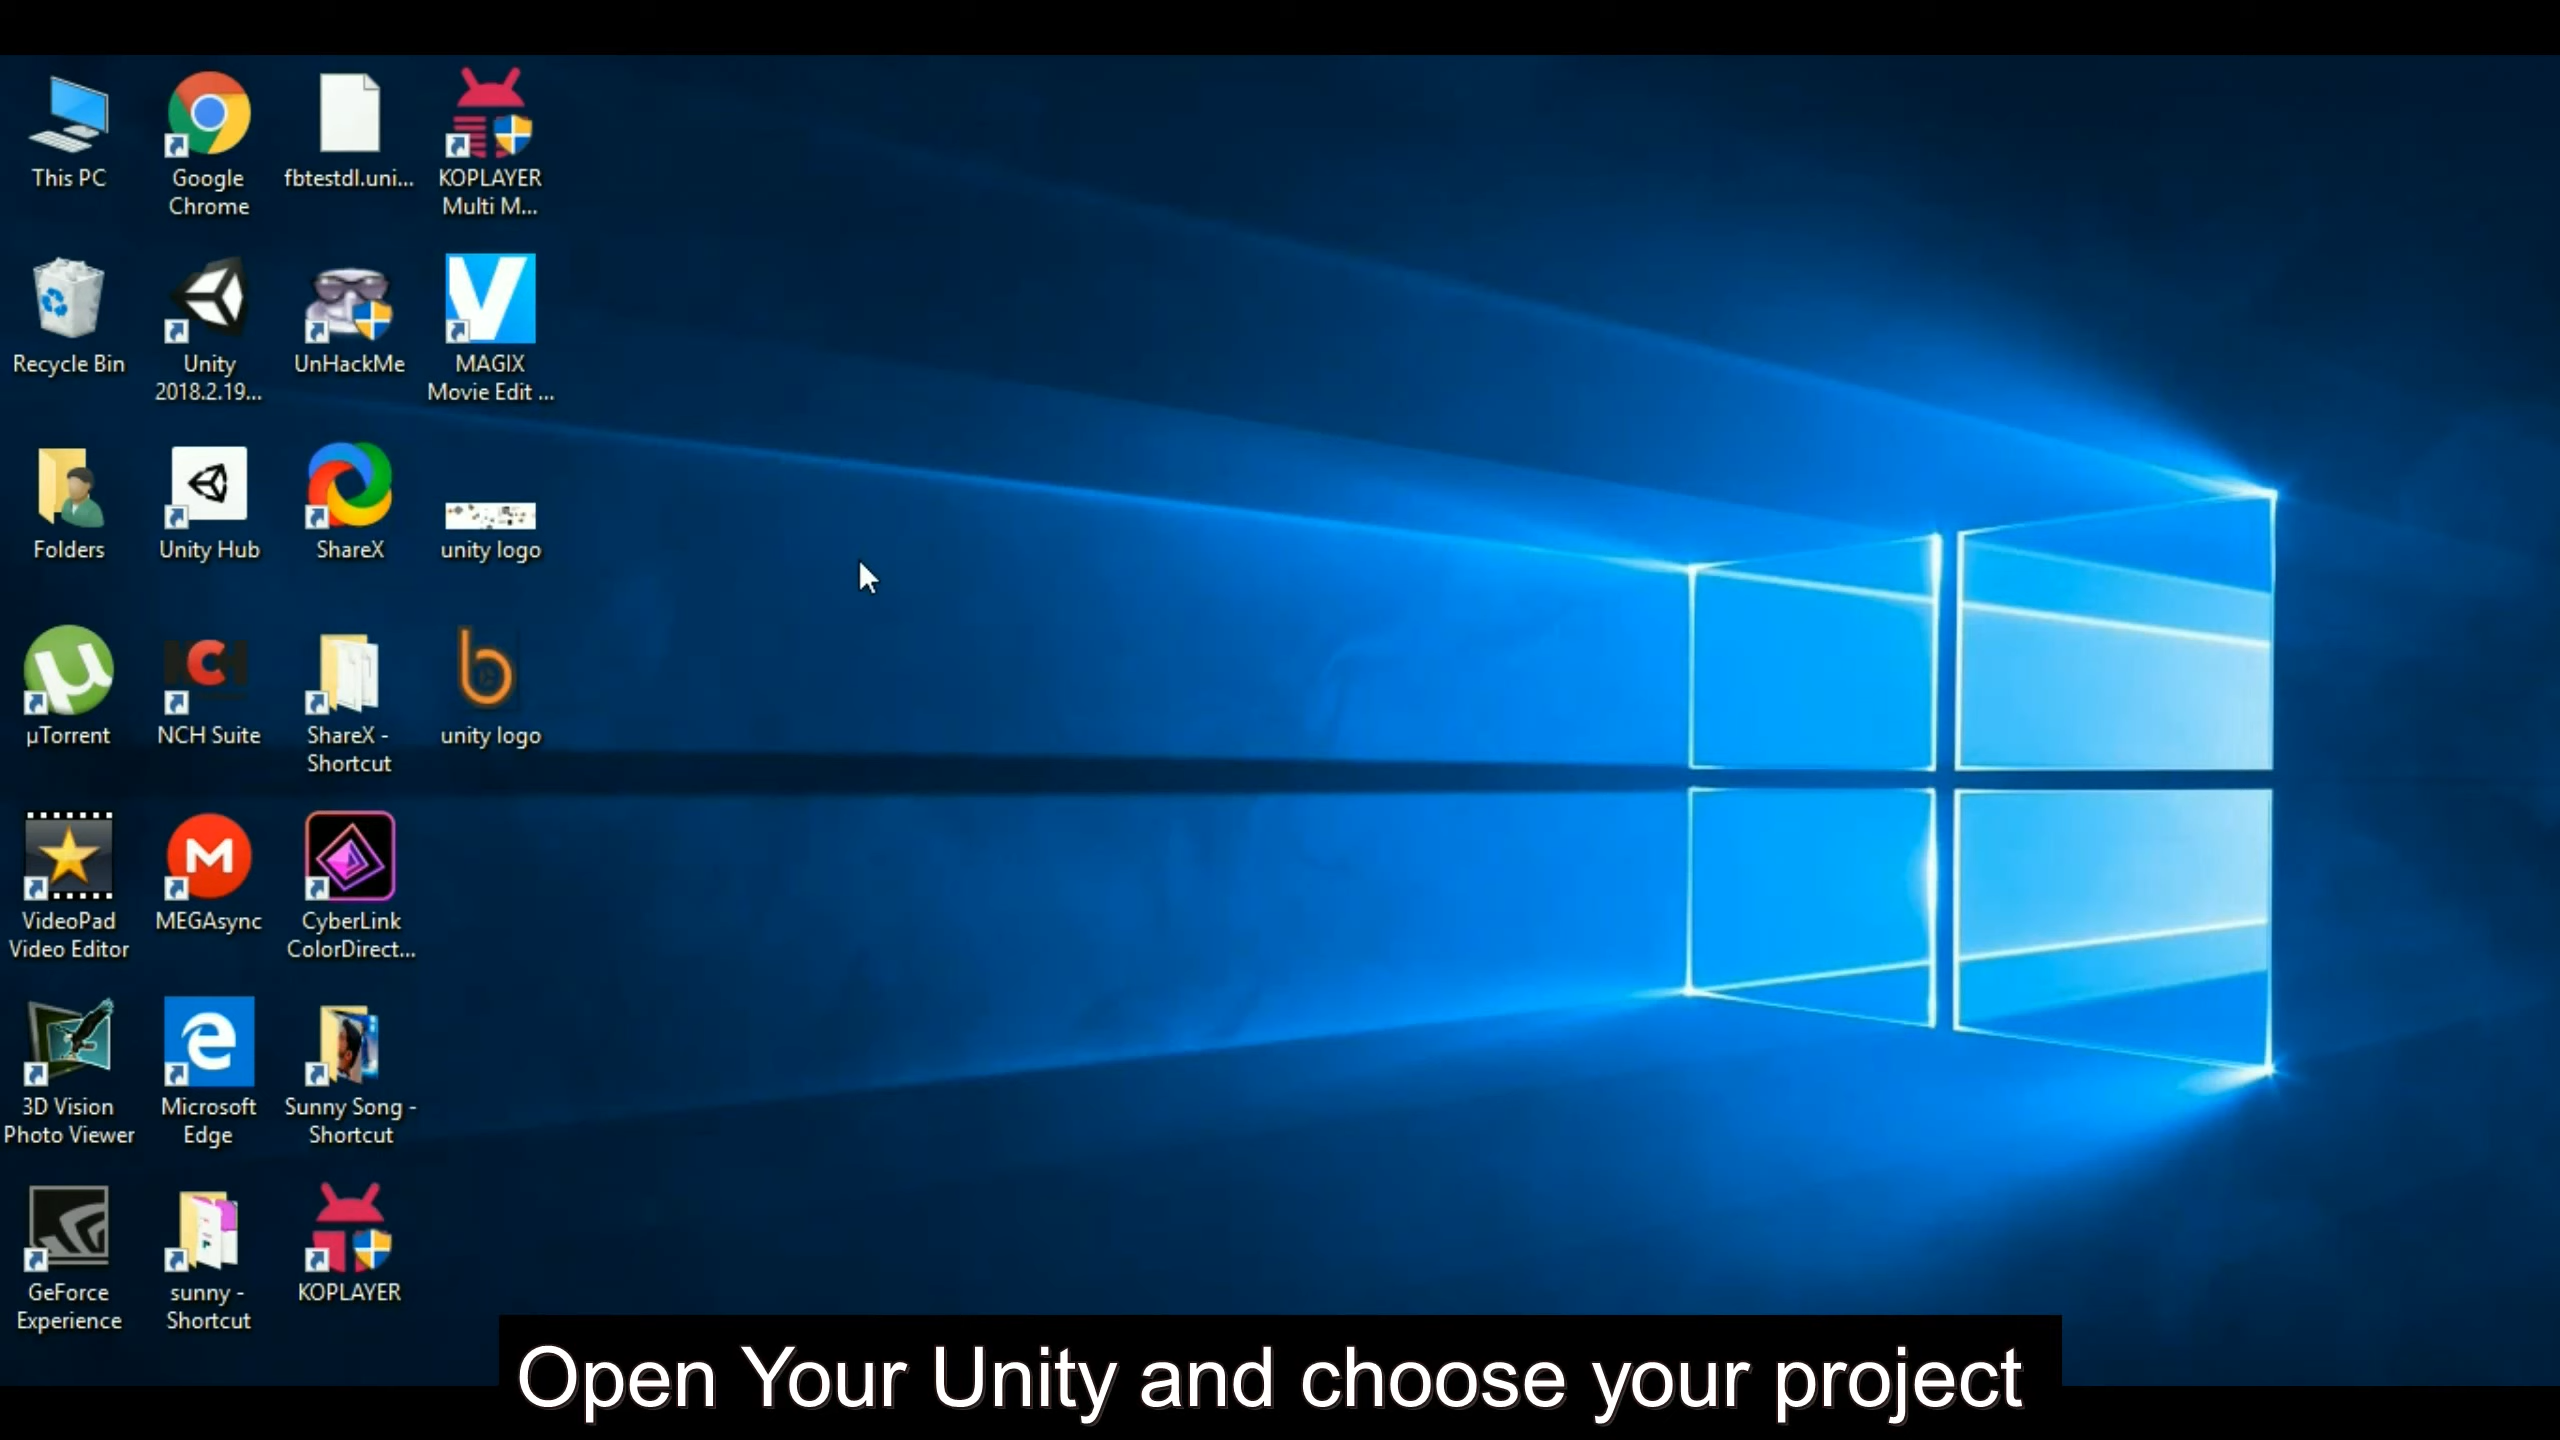 This PC
Google
Chrome
fbtestdl.uni...
KOPLAYER
Multi M...
Recycle Bin
Unity
2018.2.19...
UnHackMe
MAGIX
Movie Edit ...
Folders
Unity Hub
ShareX
unity logo
µTorrent
NCH Suite
ShareX -
Shortcut
unity logo
VideoPad
Video Editor
MEGAsync
CyberLink
ColorDirect...
3D Vision
Photo Viewer
Microsoft
Edge
Sunny Song -
Shortcut
GeForce
Experience
sunny -
Shortcut
KOPLAYER
Open Your Unity and choose your project